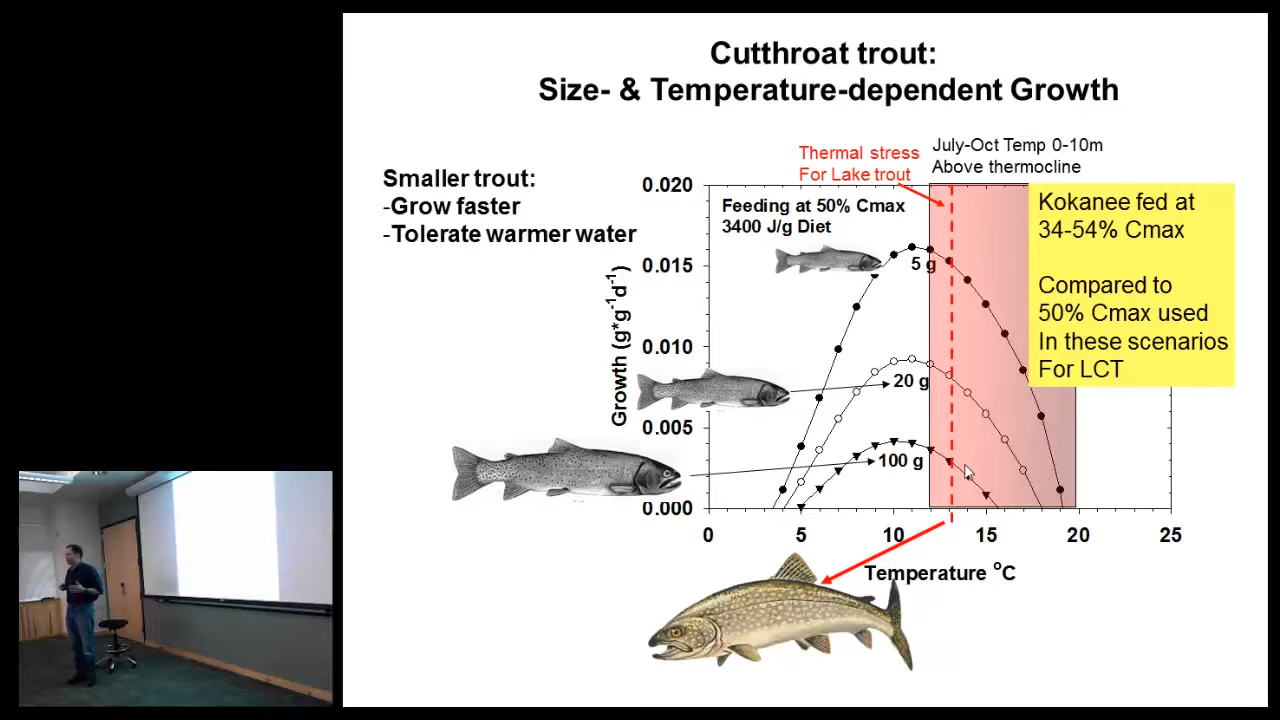 Cutthroat trout:
Size- & Temperature-dependent Growth
Smaller trout:
-Grow faster
-Tolerate warmer water
Thermal stress
For Lake trout
July-Oct Temp 0-10m
Above thermocline
Kokanee fed at
34-54% Cmax
Compared to
50% Cmax used
In these scenarios
For LCT
Feeding at 50% Cmax
3400 J/g Diet
5 g
20 g
100 g
Growth (g*g-1d-1)
0.020
0.015
0.010
0.005
0.000
0 5 10 15 20 25
Temperature oC